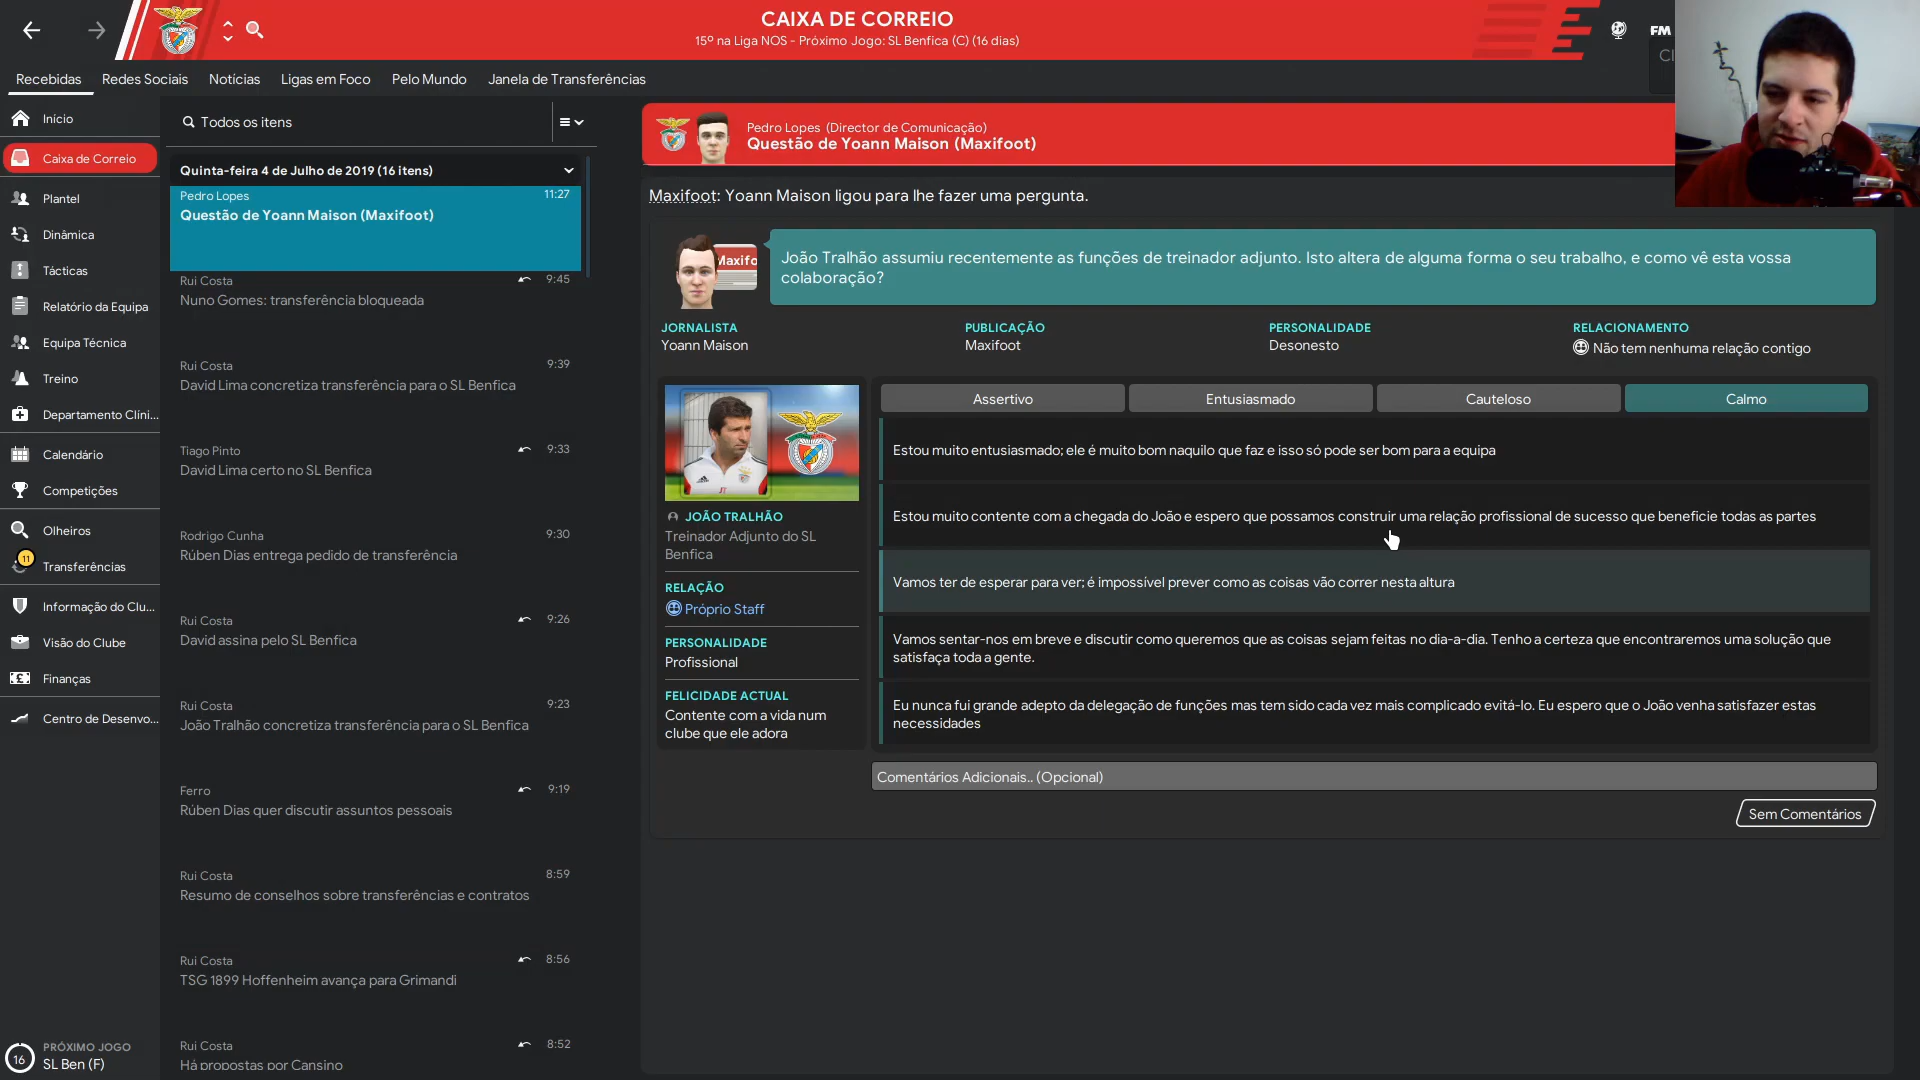 CAIXA DE CORREIO
15º na Liga NOS - Próximo Jogo: SL Benfica (C) (16 dias)
FM
Recebidas
Redes Sociais
Notícias
Ligas em Foco
Pelo Mundo
Janela de Transferências
Início
Caixa de Correio
Plantel
Dinâmica
Tácticas
Relatório da Equipa
Equipa Técnica
Treino
Departamento Clíni...
Calendário
Competições
Olheiros
11
Transferências
Informação do Clu...
Visão do Clube
Finanças
Centro de Desenvo...
16
PRÓXIMO JOGO
SL Ben (F)
Todos os itens
Quinta-feira 4 de Julho de 2019 (16 itens)
Pedro Lopes 11:27
Questão de Yoann Maison (Maxifoot)
Rui Costa 9:45
Nuno Gomes: transferência bloqueada
Rui Costa 9:39
David Lima concretiza transferência para o SL Benfica
Tiago Pinto 9:33
David Lima certo no SL Benfica
Rodrigo Cunha 9:30
Rúben Dias entrega pedido de transferência
Rui Costa 9:26
David assina pelo SL Benfica
Rui Costa 9:23
João Tralhão concretiza transferência para o SL Benfica
Ferro 9:19
Rúben Dias quer discutir assuntos pessoais
Rui Costa 8:59
Resumo de conselhos sobre transferências e contratos
Rui Costa 8:56
TSG 1899 Hoffenheim avança para Grimandi
Rui Costa 8:52
Há propostas por Cansino
Pedro Lopes (Director de Comunicação)
Questão de Yoann Maison (Maxifoot)
Maxifoot: Yoann Maison ligou para lhe fazer uma pergunta.
Maxifo
João Tralhão assumiu recentemente as funções de treinador adjunto. Isto altera de alguma forma o seu trabalho, e como vê esta vossa
colaboração?
JORNALISTA
Yoann Maison
PUBLICAÇÃO
Maxifoot
PERSONALIDADE
Desonesto
RELACIONAMENTO
Não tem nenhuma relação contigo
JOÃO TRALHÃO
Treinador Adjunto do SL
Benfica
RELAÇÃO
Próprio Staff
PERSONALIDADE
Profissional
FELICIDADE ACTUAL
Contente com a vida num
clube que ele adora
Assertivo
Entusiasmado
Cauteloso
Calmo
Estou muito entusiasmado; ele é muito bom naquilo que faz e isso só pode ser bom para a equipa
Estou muito contente com a chegada do João e espero que possamos construir uma relação profissional de sucesso que beneficie todas as partes
Vamos ter de esperar para ver; é impossível prever como as coisas vão correr nesta altura
Vamos sentar-nos em breve e discutir como queremos que as coisas sejam feitas no dia-a-dia. Tenho a certeza que encontraremos uma solução que
satisfaça toda a gente.
Eu nunca fui grande adepto da delegação de funções mas tem sido cada vez mais complicado evitá-lo. Eu espero que o João venha satisfazer estas
necessidades
Comentários Adicionais.. (Opcional)
Sem Comentários